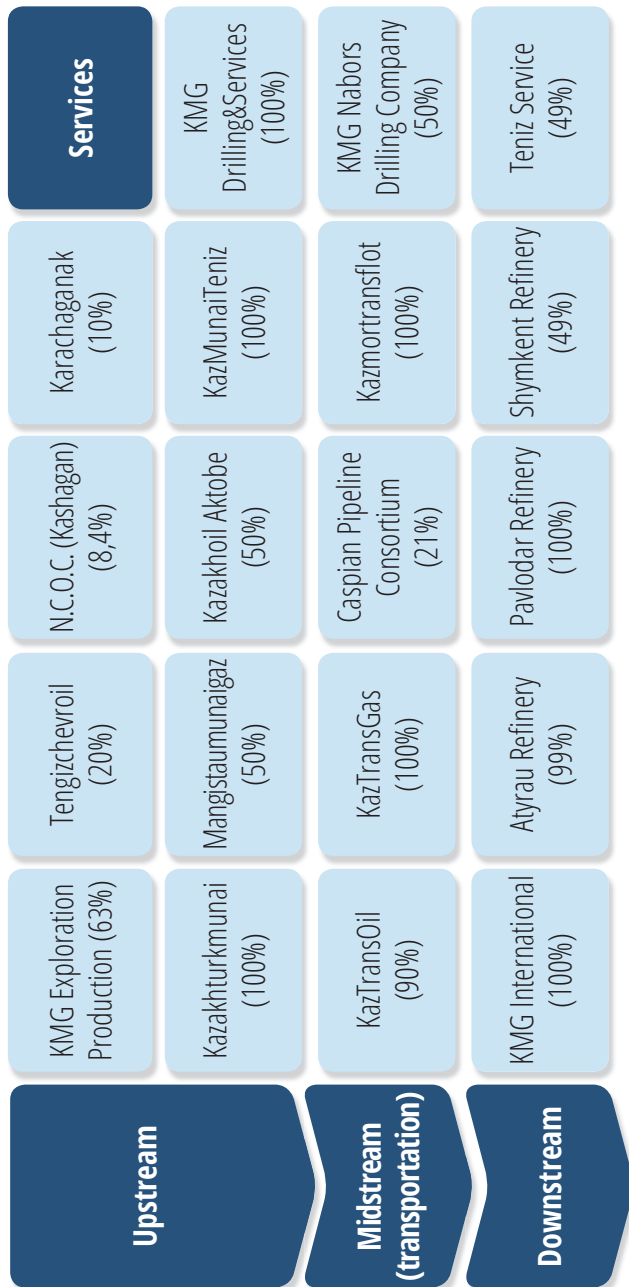 Upstream
KMG Exploration
Production (63%)
Tengizchevroil
(20%)
N.C.O.C. (Kashagan)
(8,4%)
Karachaganak
(10%)
Services
Kazakhturkmunai
(100%)
Mangistaumunaigaz
(50%)
Kazakhoil Aktobe
(50%)
KazMunaiTeniz
(100%)
KMG
Drilling&Services
(100%)
Midstream
(transportation)
KazTransOil
(90%)
KazTransGas
(100%)
Caspian Pipeline
Consortium
(21%)
Kazmortransflot
(100%)
KMG Nabors
Drilling Company
(50%)
Downstream
KMG International
(100%)
Atyrau Refinery
(99%)
Pavlodar Refinery
(100%)
Shymkent Refinery
(49%)
Teniz Service
(49%)